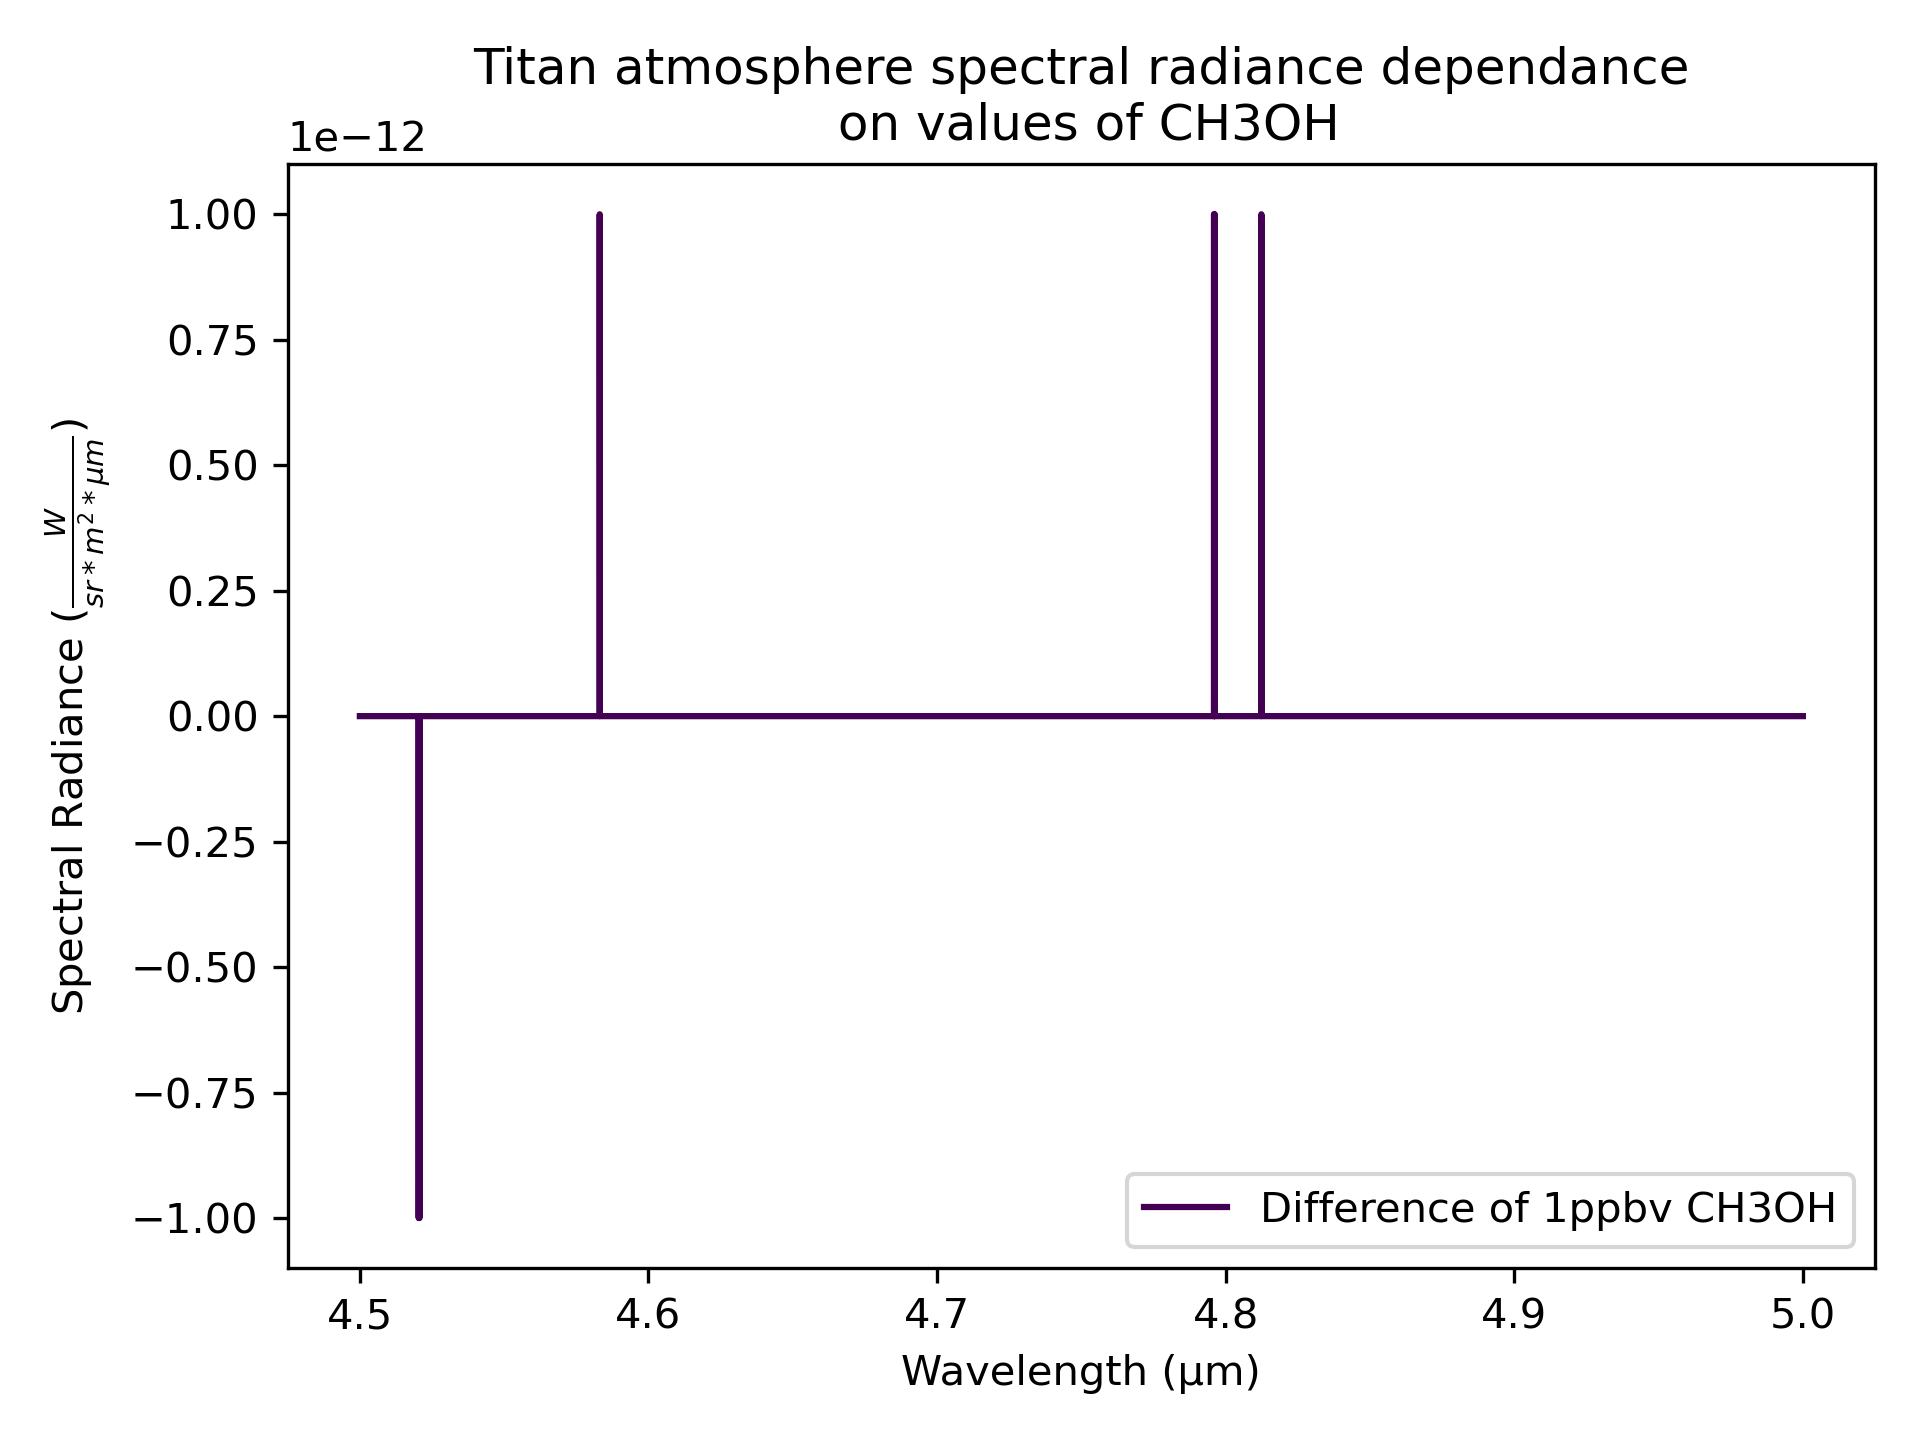 Titan atmosphere spectral radiance dependance
on values of CH3OH
1e−12
1.00
0.75
0.50
0.25
0.00
−0.25
−0.50
−0.75
−1.00
Spectral Radiance (W/sr*m²*μm)
Difference of 1ppbv CH3OH
4.5 4.6 4.7 4.8 4.9 5.0
Wavelength (μm)